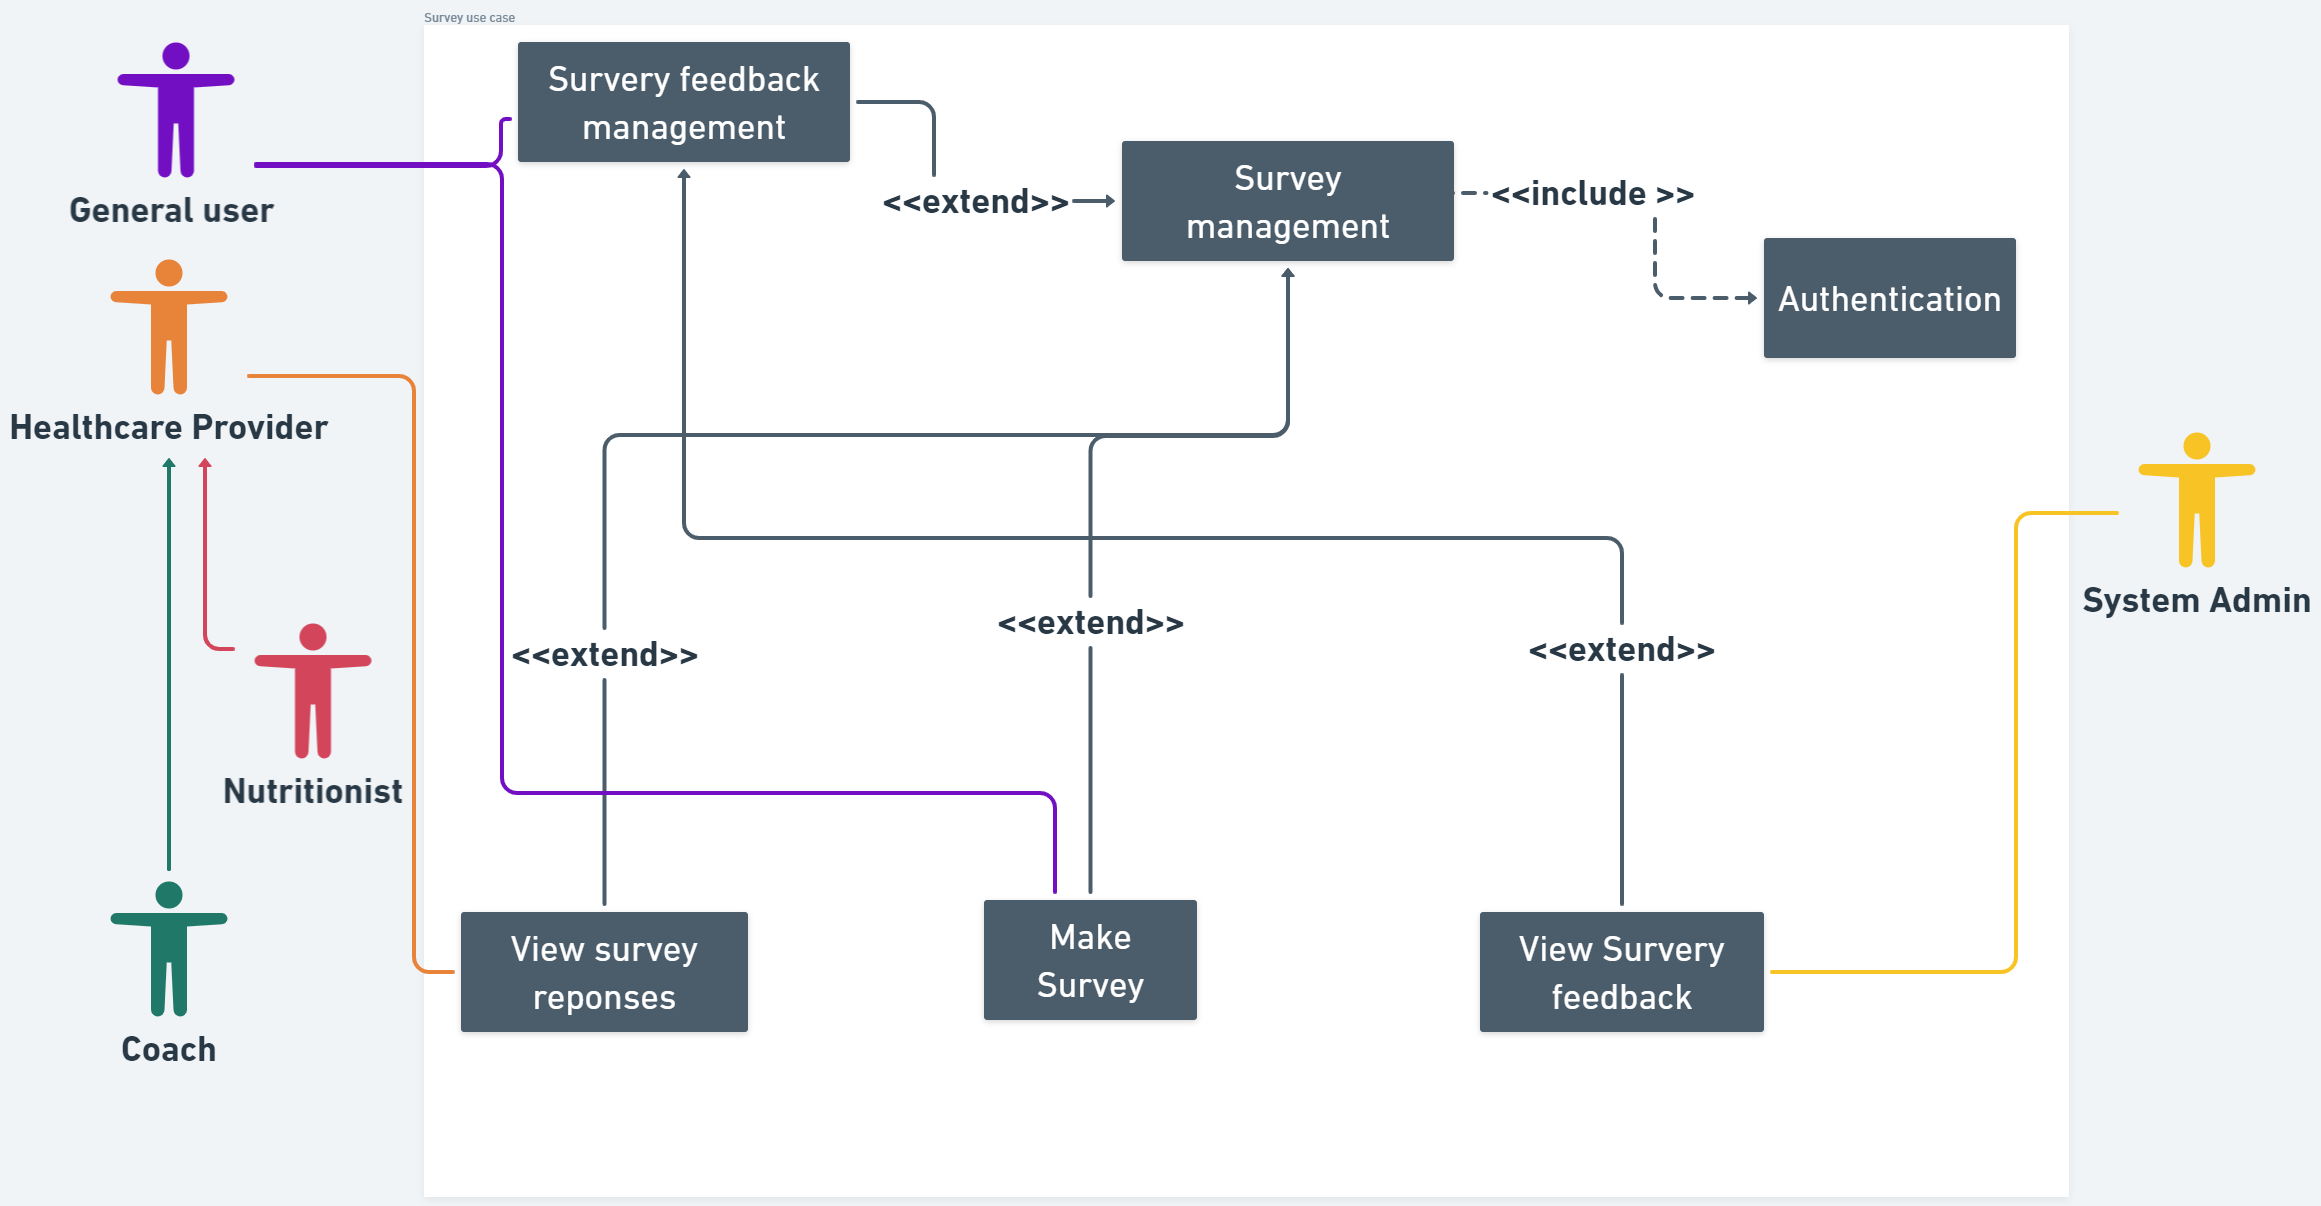 Survey use case
Survery feedback
management
General user
<<extend>>
Survey
management
<<include >>
Authentication
Healthcare Provider
System Admin
<<extend>>
<<extend>>
<<extend>>
Nutritionist
View survey
reponses
Make
Survey
View Survery
feedback
Coach